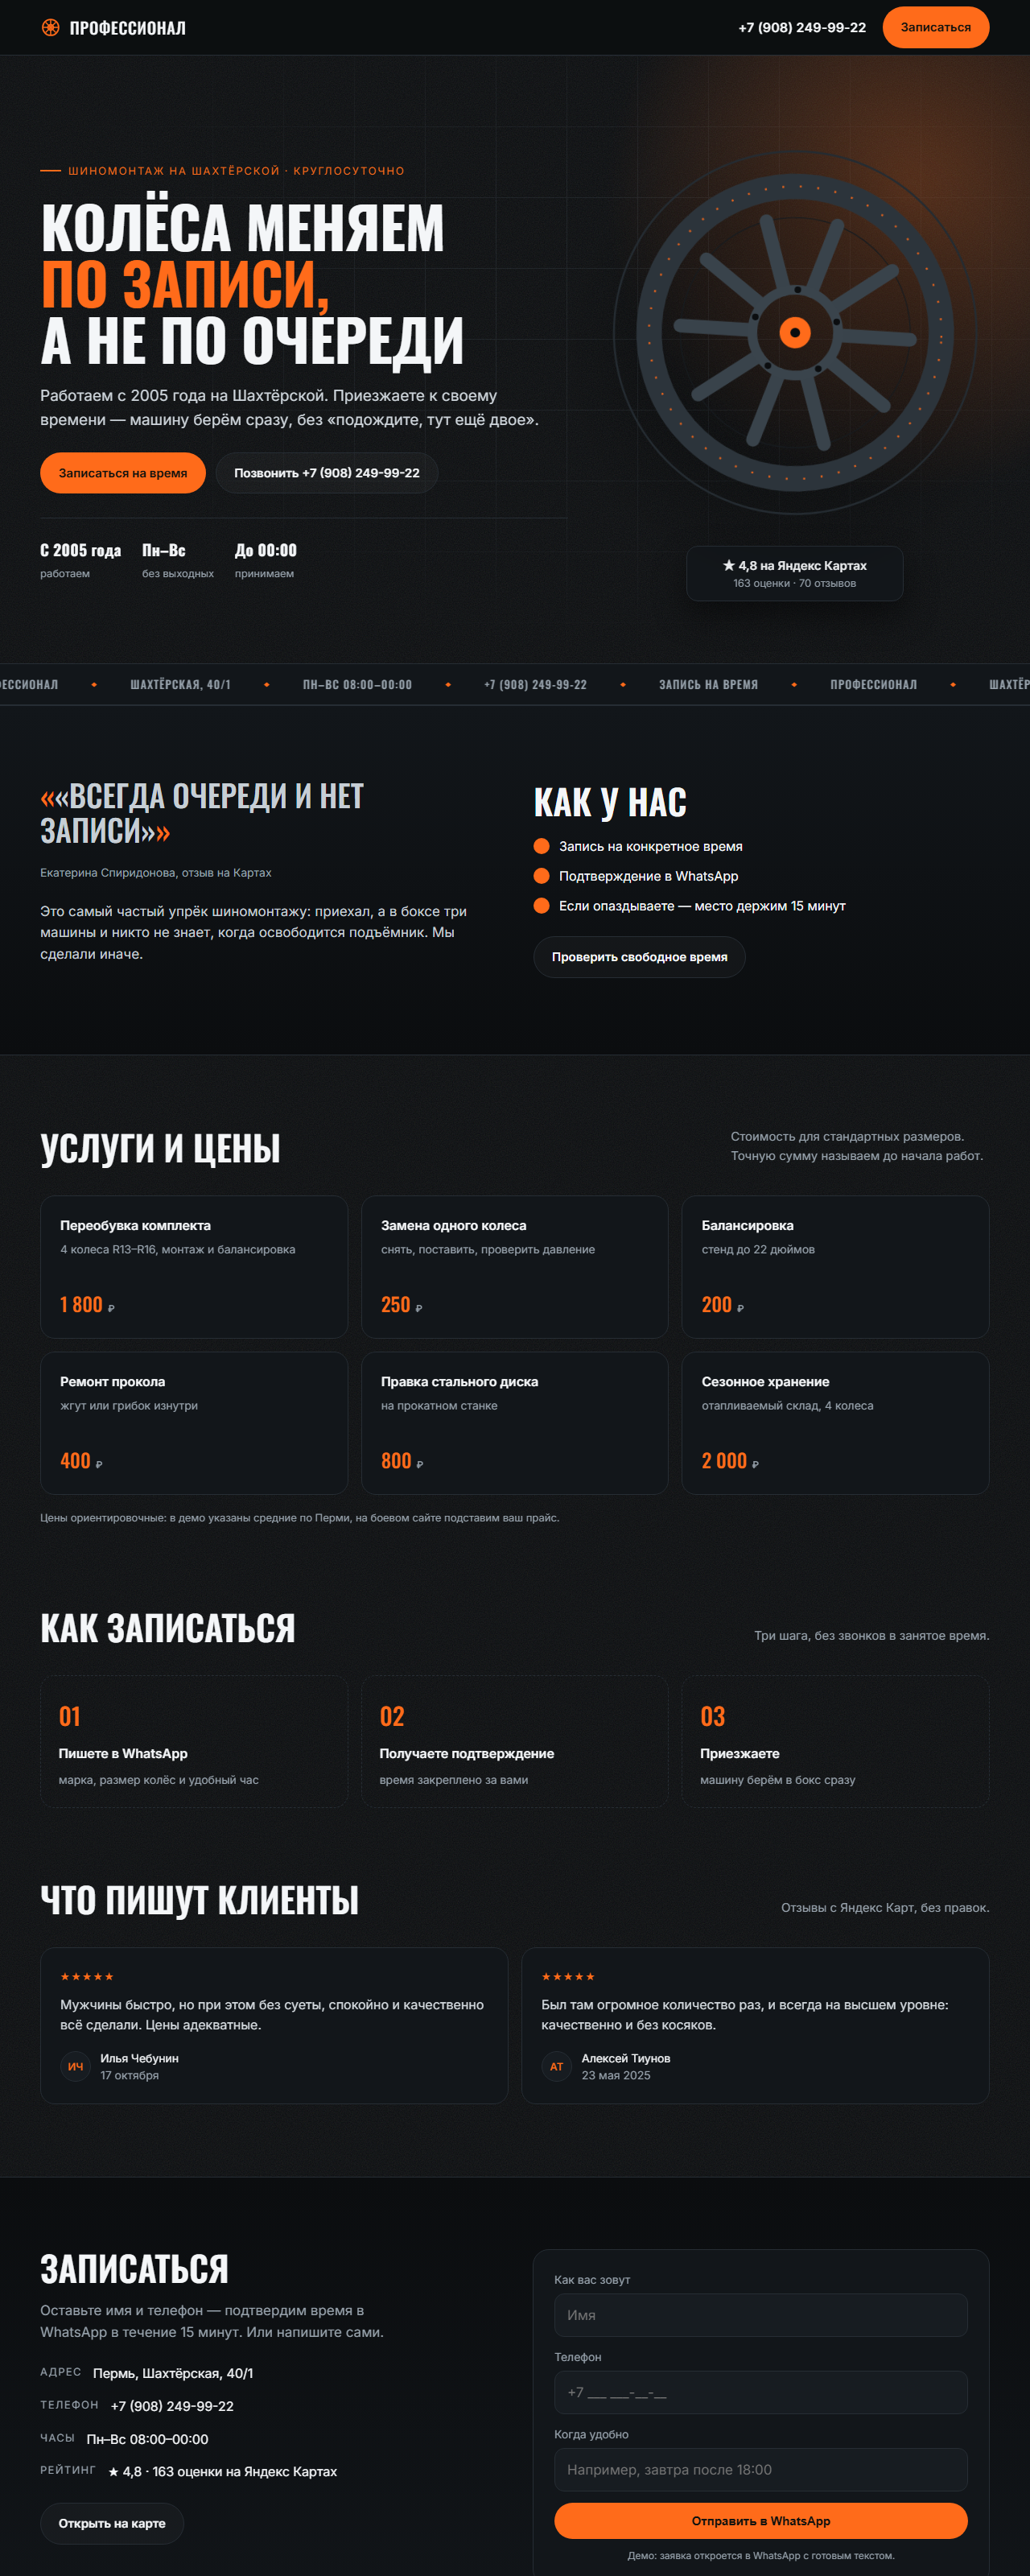 ПРОФЕССИОНАЛ
+7 (908) 249-99-22
Записаться
ШИНОМОНТАЖ НА ШАХТЁРСКОЙ · КРУГЛОСУТОЧНО
КОЛЁСА МЕНЯЕМ
ПО ЗАПИСИ,
А НЕ ПО ОЧЕРЕДИ
Работаем с 2005 года на Шахтёрской. Приезжаете к своему
времени — машину берём сразу, без «подождите, тут ещё двое».
Записаться на время
Позвонить +7 (908) 249-99-22
С 2005 года
работаем
Пн–Вс
без выходных
До 00:00
принимаем
★ 4,8 на Яндекс Картах
163 оценки · 70 отзывов
ЕССИОНАЛ
ШАХТЁРСКАЯ, 40/1
ПН–ВС 08:00–00:00
+7 (908) 249-99-22
ЗАПИСЬ НА ВРЕМЯ
ПРОФЕССИОНАЛ
ШАХТЁР
««ВСЕГДА ОЧЕРЕДИ И НЕТ
ЗАПИСИ»»
Екатерина Спиридонова, отзыв на Картах
Это самый частый упрёк шиномонтажу: приехал, а в боксе три
машины и никто не знает, когда освободится подъёмник. Мы
сделали иначе.
КАК У НАС
Запись на конкретное время
Подтверждение в WhatsApp
Если опаздываете — место держим 15 минут
Проверить свободное время
УСЛУГИ И ЦЕНЫ
Стоимость для стандартных размеров.
Точную сумму называем до начала работ.
Переобувка комплекта
4 колеса R13–R16, монтаж и балансировка
1 800 ₽
Замена одного колеса
снять, поставить, проверить давление
250 ₽
Балансировка
стенд до 22 дюймов
200 ₽
Ремонт прокола
жгут или грибок изнутри
400 ₽
Правка стального диска
на прокатном станке
800 ₽
Сезонное хранение
отапливаемый склад, 4 колеса
2 000 ₽
Цены ориентировочные: в демо указаны средние по Перми, на боевом сайте подставим ваш прайс.
КАК ЗАПИСАТЬСЯ
Три шага, без звонков в занятое время.
01
Пишете в WhatsApp
марка, размер колёс и удобный час
02
Получаете подтверждение
время закреплено за вами
03
Приезжаете
машину берём в бокс сразу
ЧТО ПИШУТ КЛИЕНТЫ
Отзывы с Яндекс Карт, без правок.
★★★★★
Мужчины быстро, но при этом без суеты, спокойно и качественно
всё сделали. Цены адекватные.
ИЧ
Илья Чебунин
17 октября
★★★★★
Был там огромное количество раз, и всегда на высшем уровне:
качественно и без косяков.
АТ
Алексей Тиунов
23 мая 2025
ЗАПИСАТЬСЯ
Оставьте имя и телефон — подтвердим время в
WhatsApp в течение 15 минут. Или напишите сами.
АДРЕС Пермь, Шахтёрская, 40/1
ТЕЛЕФОН +7 (908) 249-99-22
ЧАСЫ Пн–Вс 08:00–00:00
РЕЙТИНГ ★ 4,8 · 163 оценки на Яндекс Картах
Открыть на карте
Как вас зовут
Имя
Телефон
+7 ___ ___-__-__
Когда удобно
Например, завтра после 18:00
Отправить в WhatsApp
Демо: заявка откроется в WhatsApp с готовым текстом.